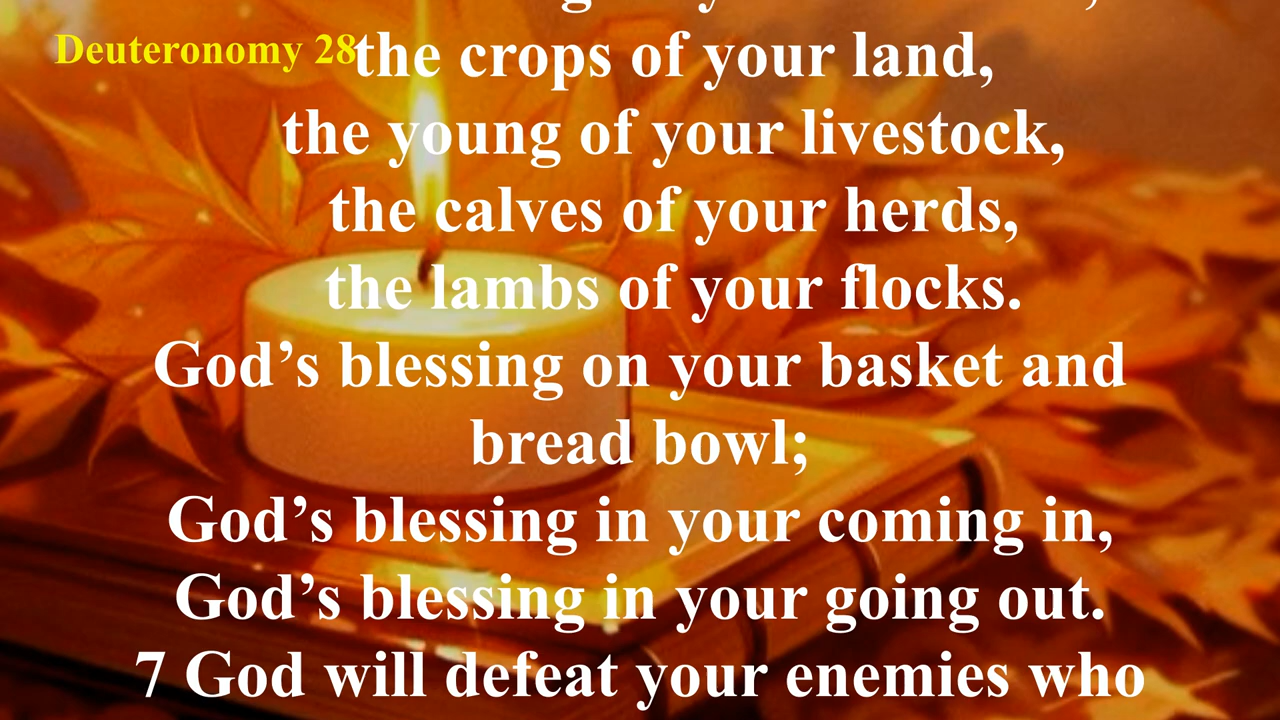 Deuteronomy 28
the crops of your land,
the young of your livestock,
the calves of your herds,
the lambs of your flocks.
God’s blessing on your basket and
bread bowl;
God’s blessing in your coming in,
God’s blessing in your going out.
7 God will defeat your enemies who